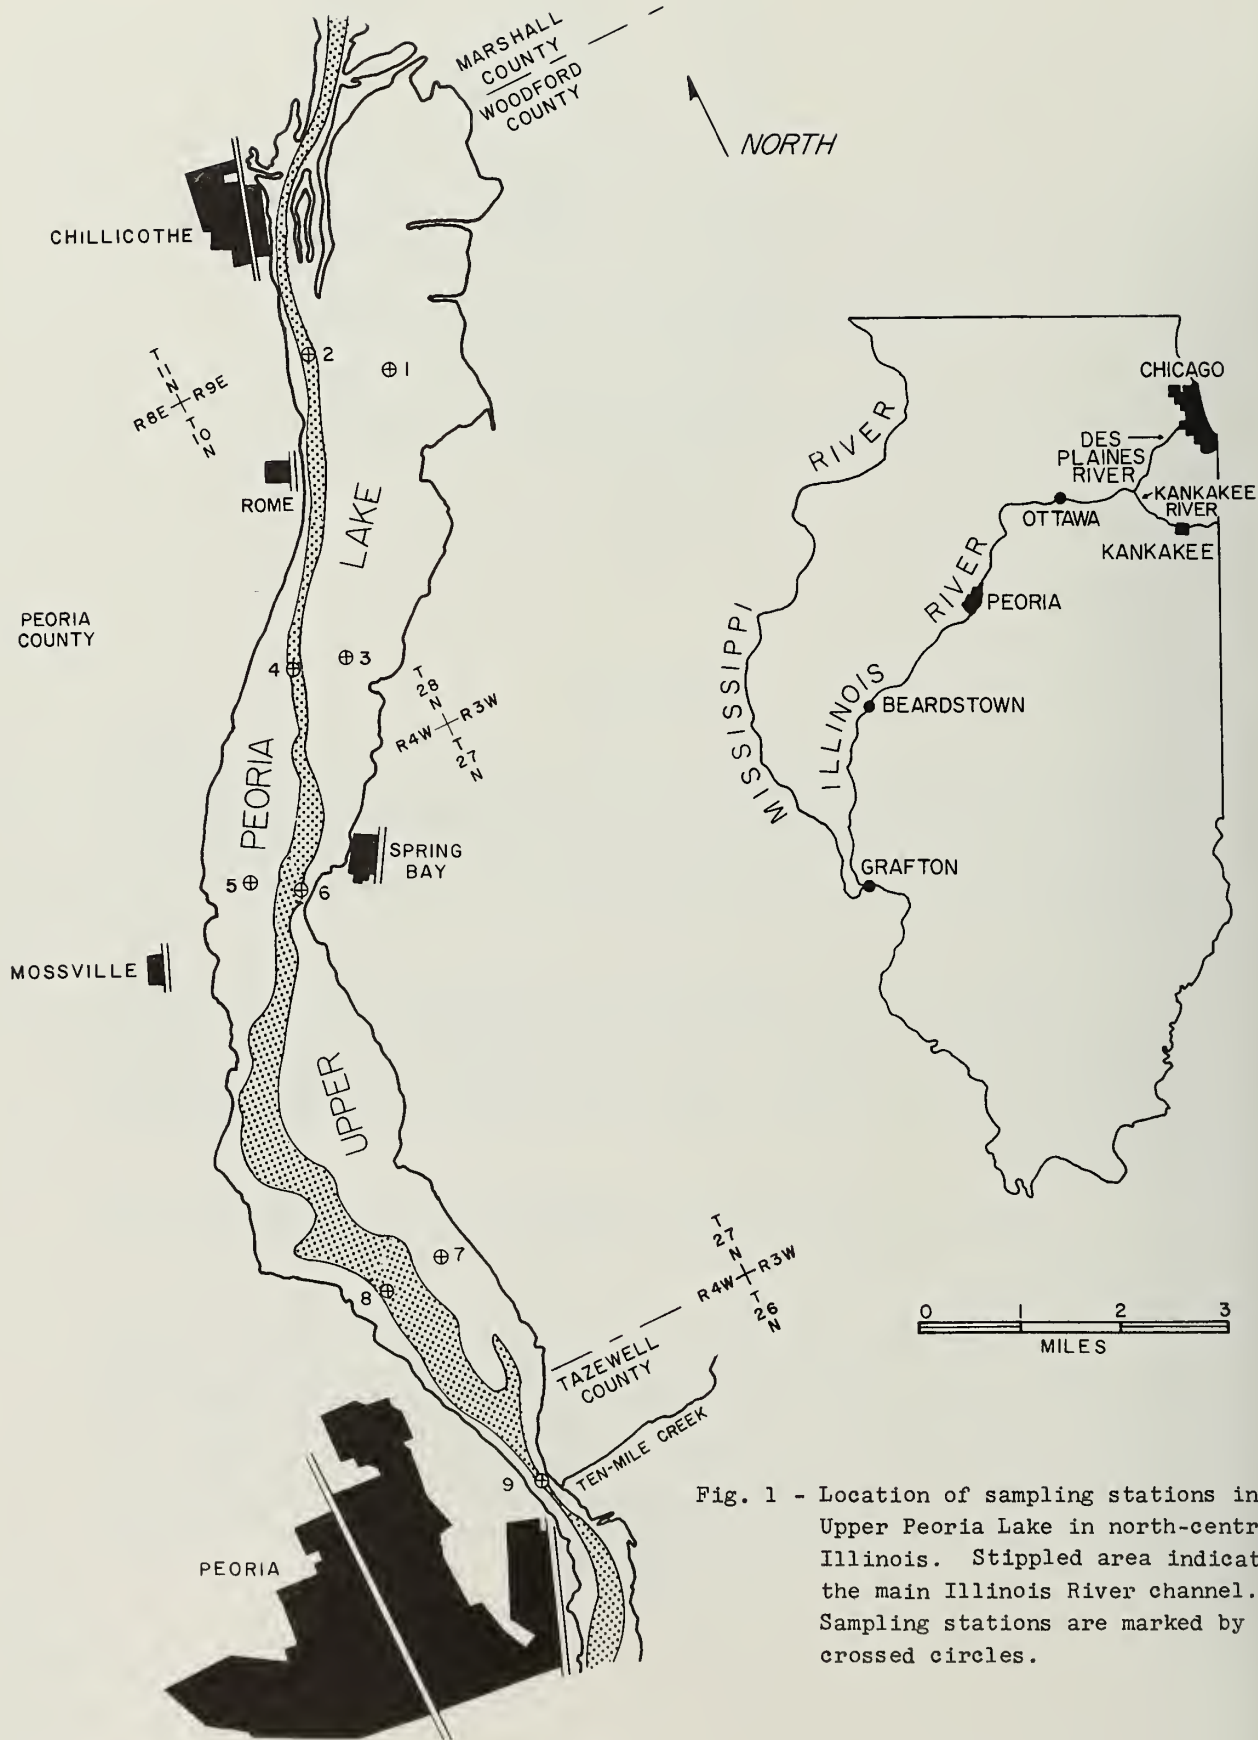 MARSHALL
COUNTY
WOODFORD
COUNTY
NORTH
CHILLICOTHE
2
1
T
11
N
R8E
R9E
T
10
N
ROME
LAKE
PEORIA
COUNTY
4
3
T
28
N
R4W
R3W
T
27
N
PEORIA
SPRING
BAY
5
6
MOSSVILLE
UPPER
7
8
T
27
N
R4W
R3W
T
26
N
TAZEWELL
COUNTY
TEN-MILE CREEK
9
PEORIA
CHICAGO
DES
PLAINES
RIVER
KANKAKEE
RIVER
OTTAWA
KANKAKEE
MISSISSIPPI RIVER
ILLINOIS RIVER
PEORIA
BEARDSTOWN
GRAFTON
0 1 2 3
MILES
Fig. 1 - Location of sampling stations in
Upper Peoria Lake in north-centr
Illinois. Stippled area indicat
the main Illinois River channel.
Sampling stations are marked by
crossed circles.